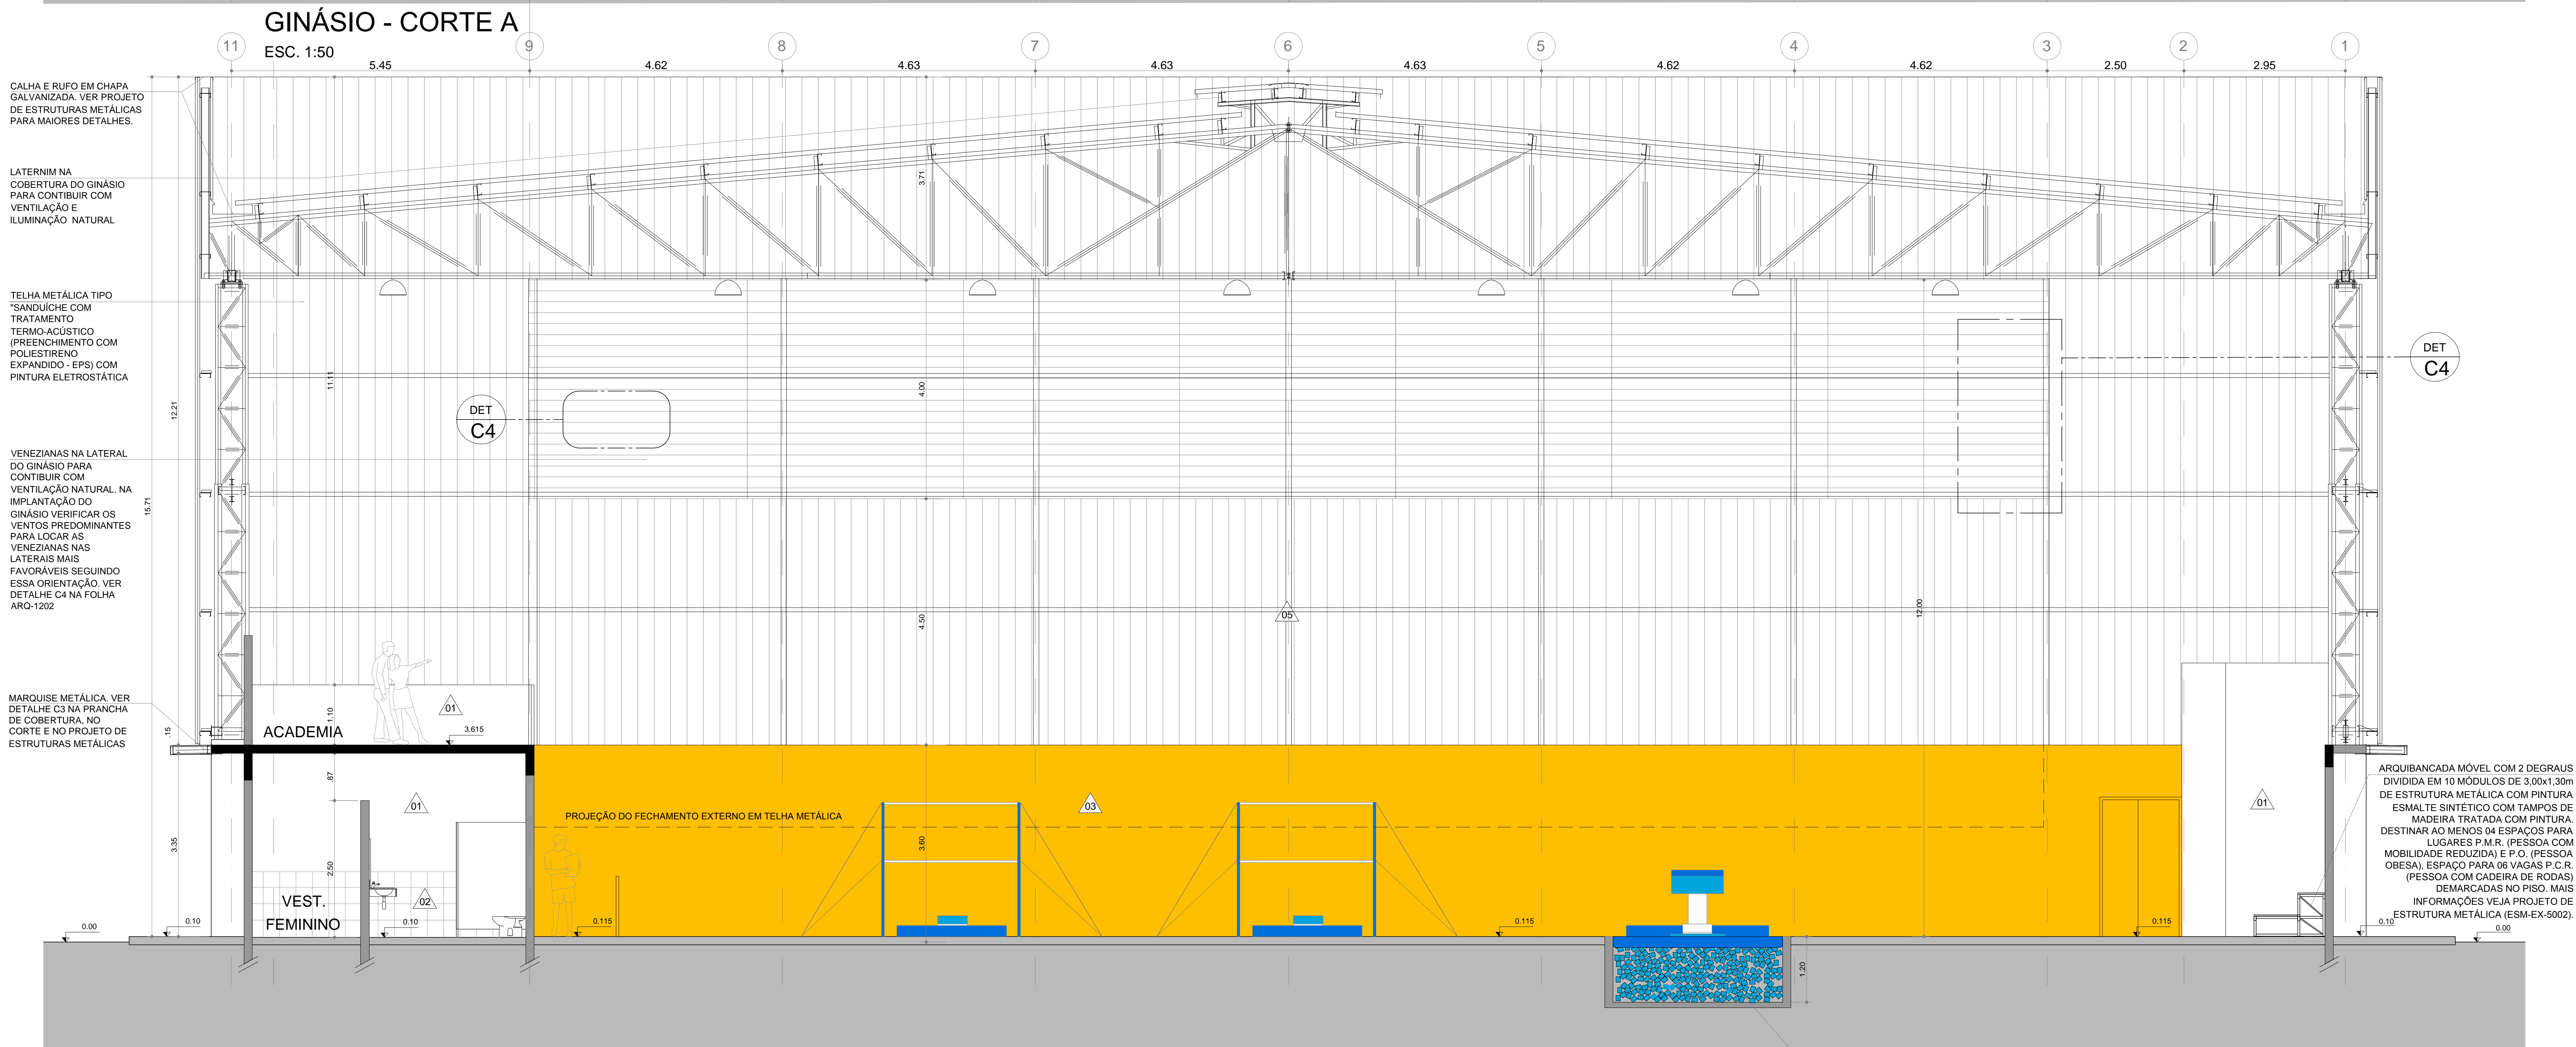 GINÁSIO - CORTE A
ESC. 1:50
11
9
8
7
6
5
4
3
2
1
5.45
4.62
4.63
4.63
4.63
4.62
4.62
2.50
2.95
CALHA E RUFO EM CHAPA
GALVANIZADA. VER PROJETO
DE ESTRUTURAS METÁLICAS
PARA MAIORES DETALHES.
LATERNIM NA
COBERTURA DO GINÁSIO
PARA CONTIBUIR COM
VENTILAÇÃO E
ILUMINAÇÃO NATURAL
TELHA METÁLICA TIPO
"SANDUÍCHE COM
TRATAMENTO
TERMO-ACÚSTICO
(PREENCHIMENTO COM
POLIESTIRENO
EXPANDIDO - EPS) COM
PINTURA ELETROSTÁTICA
VENEZIANAS NA LATERAL
DO GINÁSIO PARA
CONTIBUIR COM
VENTILAÇÃO NATURAL. NA
IMPLANTAÇÃO DO
GINÁSIO VERIFICAR OS
VENTOS PREDOMINANTES
PARA LOCAR AS
VENEZIANAS NAS
LATERAIS MAIS
FAVORÁVEIS SEGUINDO
ESSA ORIENTAÇÃO. VER
DETALHE C4 NA FOLHA
ARQ-1202
MARQUISE METÁLICA. VER
DETALHE C3 NA PRANCHA
DE COBERTURA, NO
CORTE E NO PROJETO DE
ESTRUTURAS METÁLICAS
15.71
12.21
.15
3.35
11.11
1.10
.87
2.50
3.71
4.00
4.50
3.60
12.00
1.20
DET
C4
DET
C4
05
01
ACADEMIA
3.615
01
02
VEST.
FEMININO
0.00
0.10
0.10
PROJEÇÃO DO FECHAMENTO EXTERNO EM TELHA METÁLICA
03
0.115
0.115
0.115
01
0.10
0.00
ARQUIBANCADA MÓVEL COM 2 DEGRAUS
DIVIDIDA EM 10 MÓDULOS DE 3,00x1,30m
DE ESTRUTURA METÁLICA COM PINTURA
ESMALTE SINTÉTICO COM TAMPOS DE
MADEIRA TRATADA COM PINTURA.
DESTINAR AO MENOS 04 ESPAÇOS PARA
LUGARES P.M.R. (PESSOA COM
MOBILIDADE REDUZIDA) E P.O. (PESSOA
OBESA), ESPAÇO PARA 06 VAGAS P.C.R.
(PESSOA COM CADEIRA DE RODAS)
DEMARCADAS NO PISO. MAIS
INFORMAÇÕES VEJA PROJETO DE
ESTRUTURA METÁLICA (ESM-EX-5002).